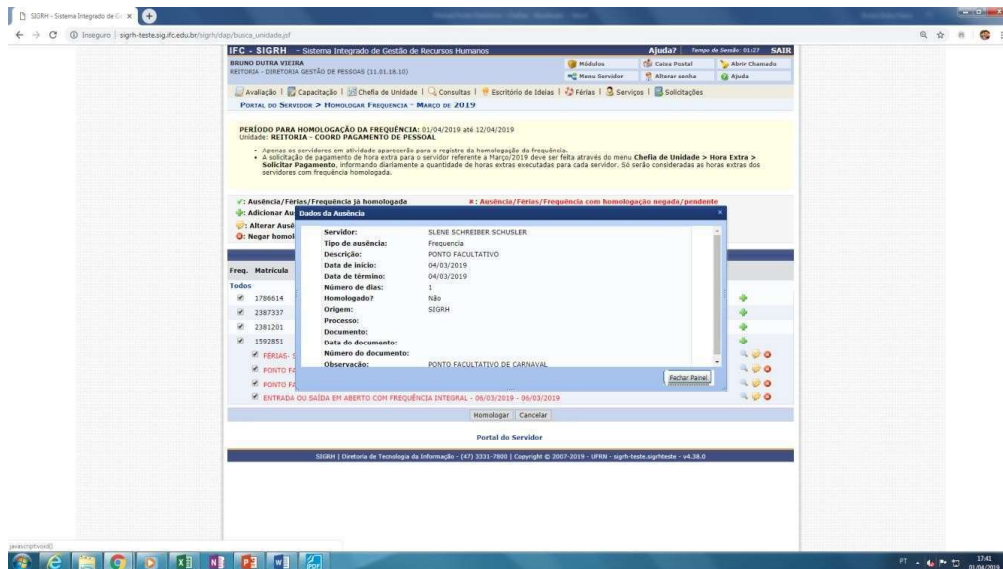 SIGRH - Sistema Integrado de G
Inseguro | sigrh-teste.sig.ifc.edu.br/sigrh/dap/busca_unidade.jsf
IFC - SIGRH - Sistema Integrado de Gestão de Recursos Humanos
Ajuda? Tempo de Sessão: 01:27 SAIR
BRUNO DUTRA VIEIRA
REITORIA - DIRETORIA GESTÃO DE PESSOAS (11.01.18.10)
Módulos Caixa Postal Abrir Chamado
Menu Servidor Alterar senha Ajuda
Avaliação | Capacitação | Chefia de Unidade | Consultas | Escritório de Ideias | Férias | Serviços | Solicitações
PORTAL DO SERVIDOR > HOMOLOGAR FREQUENCIA - MARÇO DE 2019
PERÍODO PARA HOMOLOGAÇÃO DA FREQUÊNCIA: 01/04/2019 até 12/04/2019
Unidade: REITORIA - COORD PAGAMENTO DE PESSOAL
Apenas os servidores em atividade aparecerão para o registro da homologação da frequência.
A solicitação de pagamento de hora extra para o servidor referente a Março/2019 deve ser feita através do menu Chefia de Unidade > Hora Extra >
Solicitar Pagamento, informando diariamente a quantidade de horas extras executadas para cada servidor. Só serão consideradas as horas extras dos
servidores com frequência homologada.
: Ausência/Férias/Frequência já homologada
: Ausência/Férias/Frequência com homologação negada/pendente
: Adicionar Au
: Alterar Ausê
: Negar homol
Dados da Ausência x
Servidor: SLENE SCHREIBER SCHUSLER
Tipo de ausência: Frequencia
Descrição: PONTO FACULTATIVO
Data de início: 04/03/2019
Data de término: 04/03/2019
Número de dias: 1
Homologado? Não
Origem: SIGRH
Processo:
Documento:
Data do documento:
Número do documento:
Observação: PONTO FACULTATIVO DE CARNAVAL
Fechar Painel
Freq. Matrícula
Todos
1786614
2387337
2381201
1592851
FÉRIAS- S
PONTO FA
PONTO FA
ENTRADA OU SAÍDA EM ABERTO COM FREQUÊNCIA INTEGRAL - 06/03/2019 - 06/03/2019
Homologar Cancelar
Portal do Servidor
SIGRH | Diretoria de Tecnologia da Informação - (47) 3331-7800 | Copyright © 2007-2019 - UFRN - sigrh-teste.sigrhteste - v4.38.0
javascript:void()
PT
17:41
01/04/2019